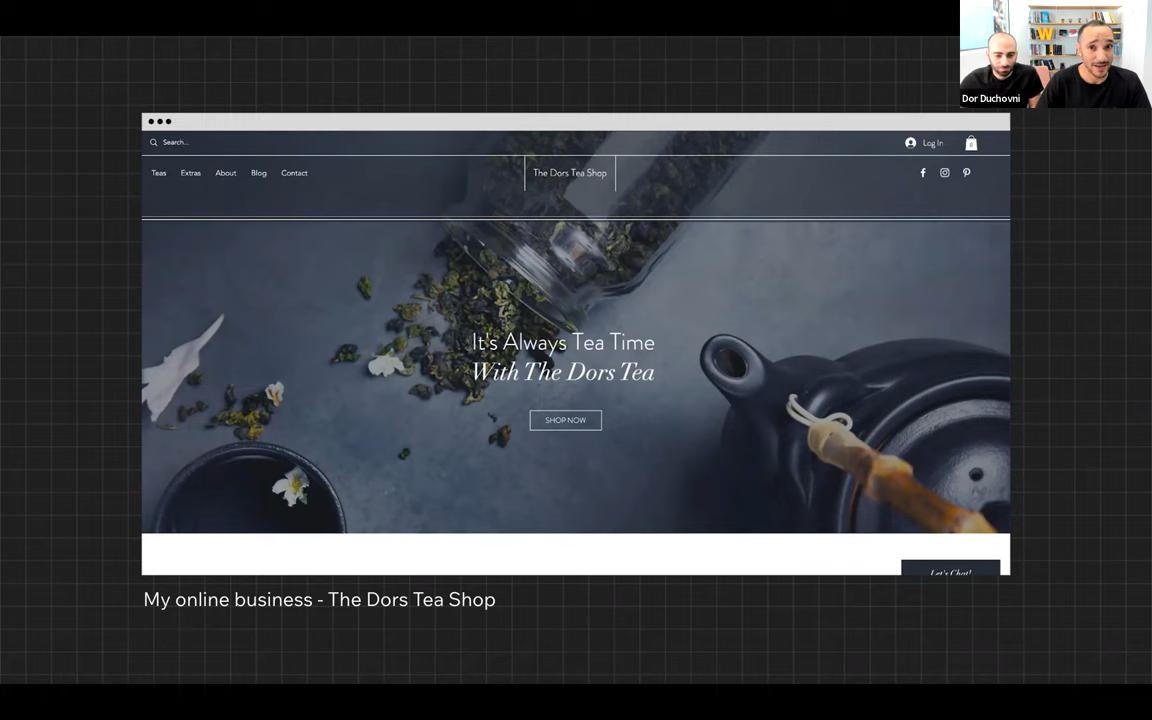 Dor Duchovni
Search...
Log In
0
Teas
Extras
About
Blog
Contact
The Dors Tea Shop
It's Always Tea Time
With The Dors Tea
SHOP NOW
Let's Chat!
My online business - The Dors Tea Shop